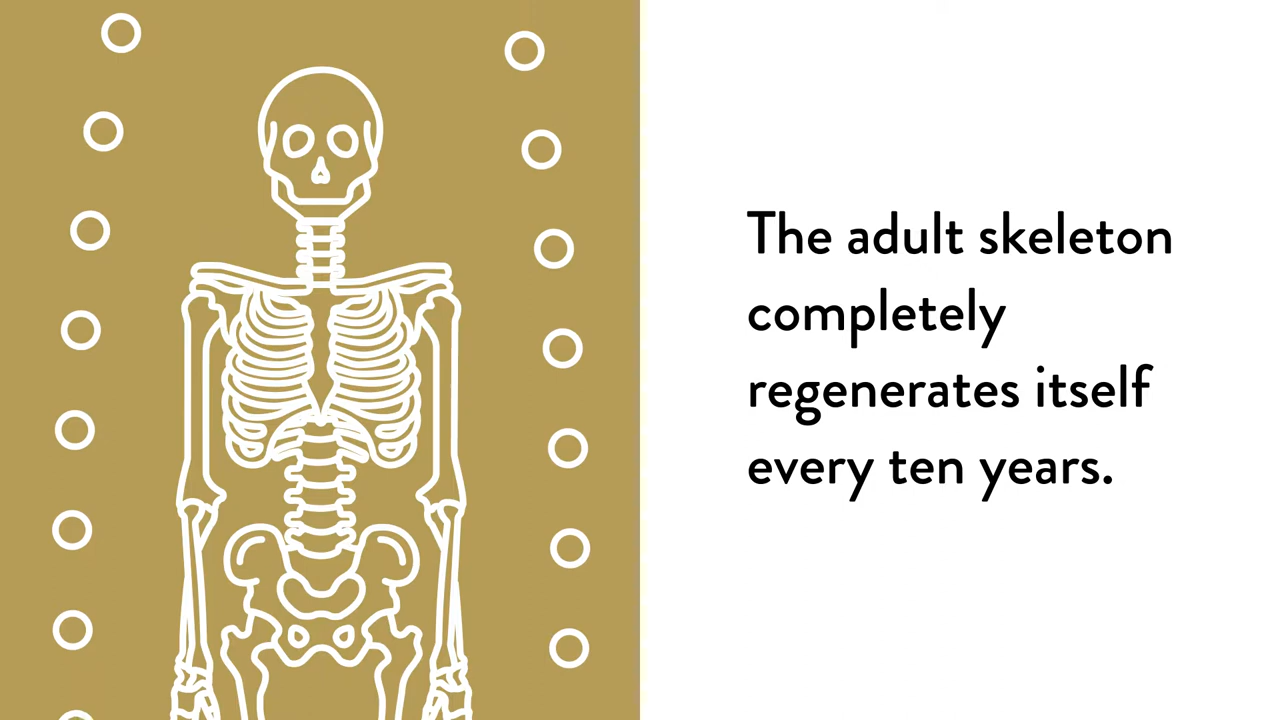 The adult skeleton
completely
regenerates itself
every ten years.